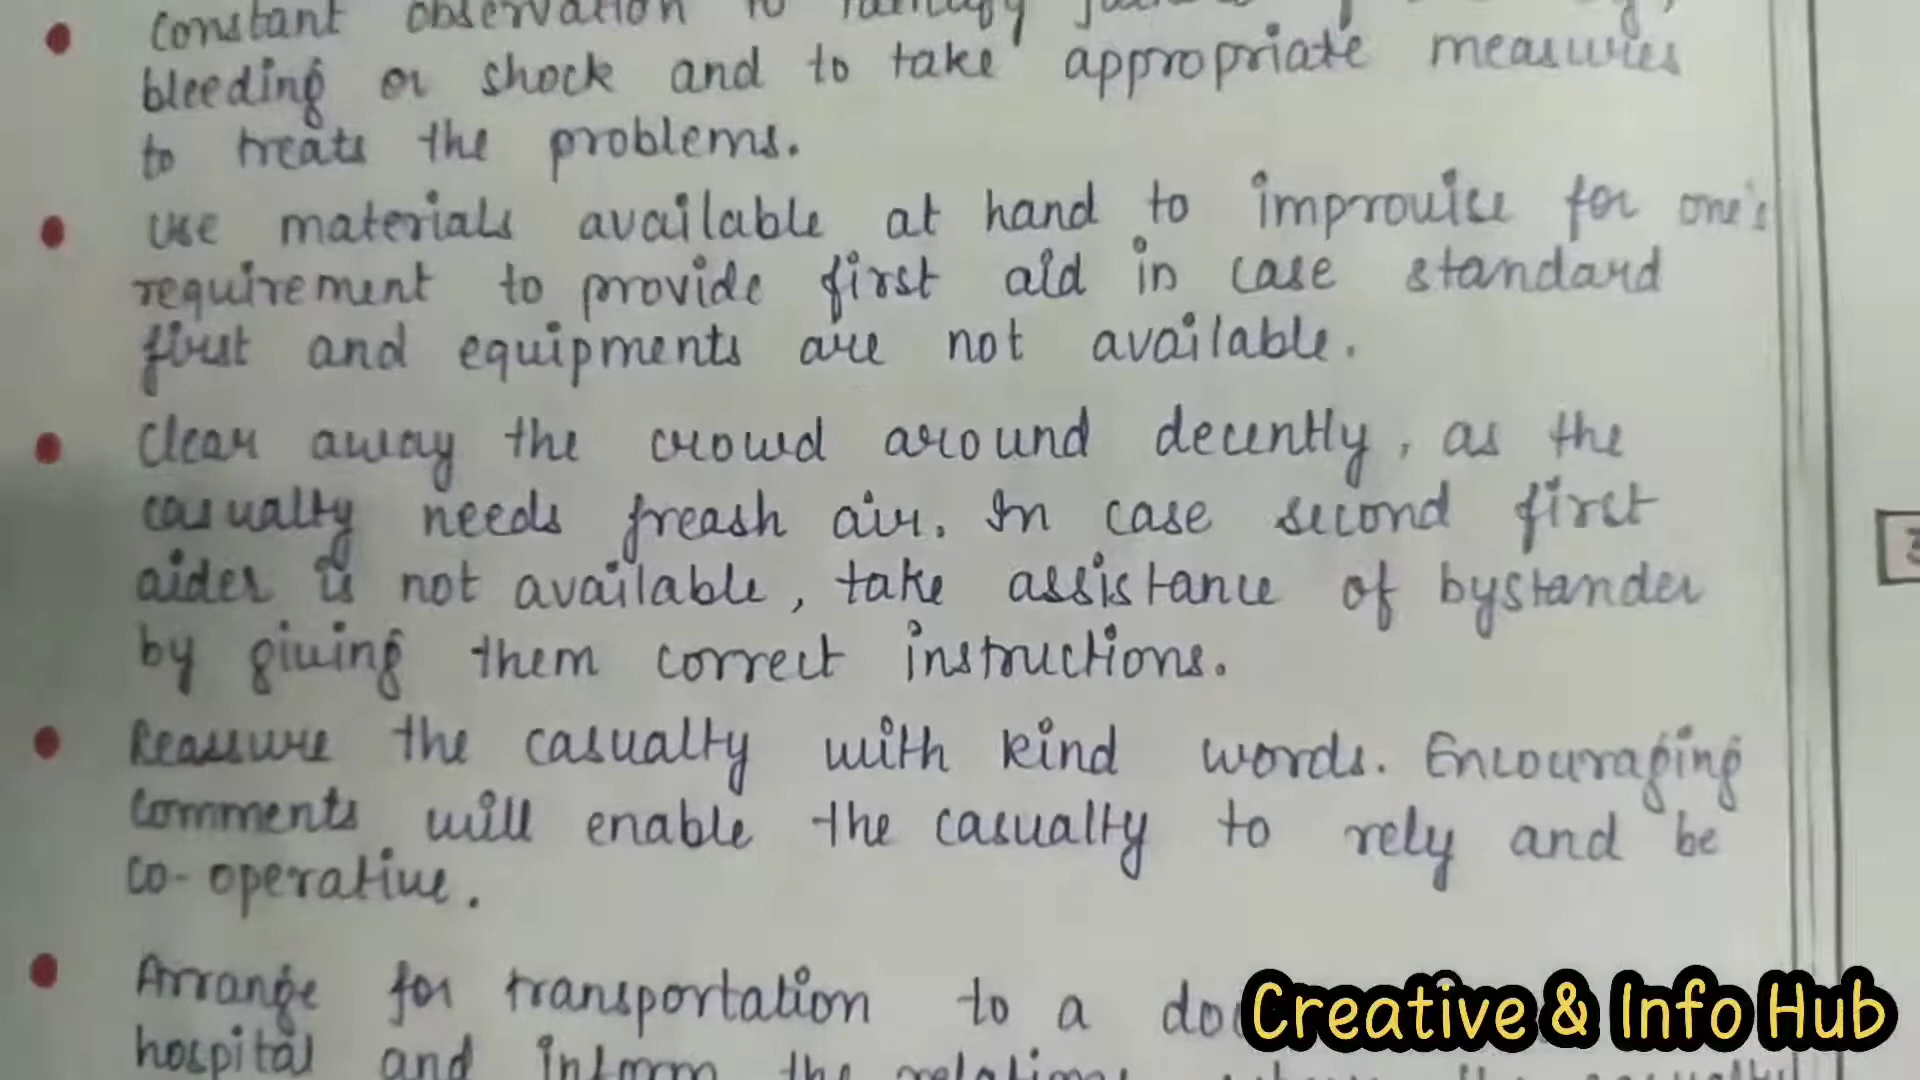 Constant observation to
bleeding or shock and to take appropriate measures
to treats the problems.
Use materials available at hand to improvice for one's
requirement to provide first aid in case standard
first and equipments are not available.
Clear away the crowd around decently, as the
casualty needs freash air. In case second first
aider is not available, take assistance of bystander
by giving them correct instructions.
Reassure the casualty with kind words. Encouraging
comments will enable the casualty to rely and be
co-operative.
Arrange for transportation to a
hospital and inform the
Creative & Info Hub